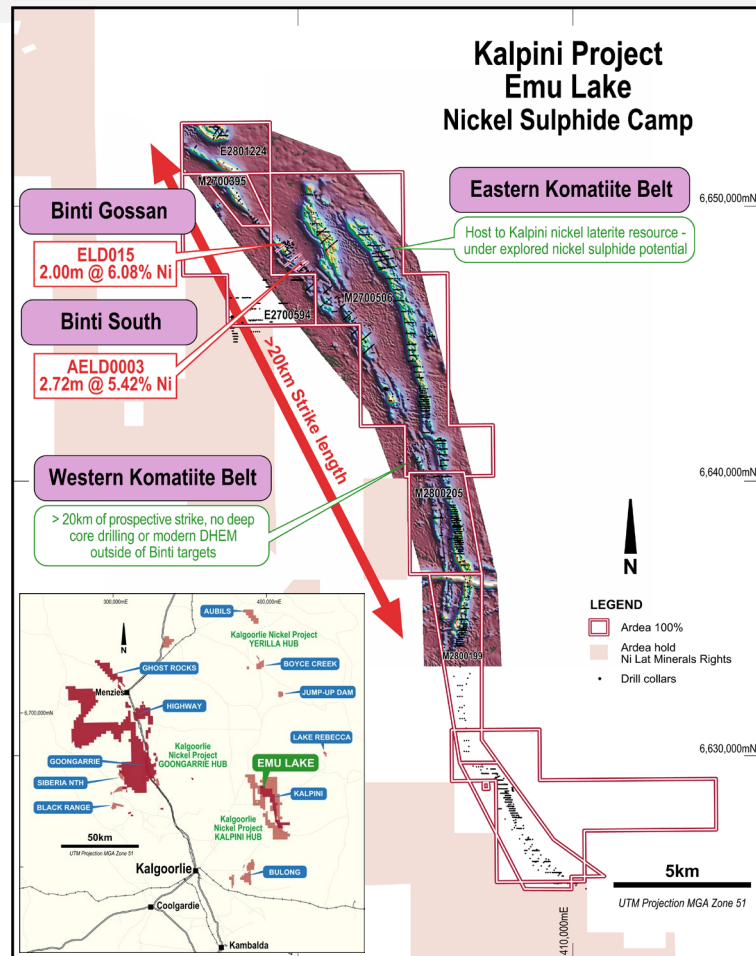 Kalpini Project
Emu Lake
Nickel Sulphide Camp
E2801224
M2700395
Binti Gossan
ELD015
2.00m @ 6.08% Ni
Binti South
AELD0003
2.72m @ 5.42% Ni
Eastern Komatiite Belt
Host to Kalpini nickel laterite resource -
under explored nickel sulphide potential
6,650,000mN
M2700506
E2700594
>20km Strike length
Western Komatiite Belt
> 20km of prospective strike, no deep
core drilling or modern DHEM
outside of Binti targets
6,640,000mN
M2800205
N
LEGEND
Ardea 100%
Ardea hold
Ni Lat Minerals Rights
Drill collars
M2800199
6,630,000mN
5km
UTM Projection MGA Zone 51
410,000mE
300,000mE
400,000mE
N
AUBILS
Kalgoorlie Nickel Project
YERILLA HUB
GHOST ROCKS
BOYCE CREEK
Menzies
JUMP-UP DAM
HIGHWAY
6,700,000mN
LAKE REBECCA
Kalgoorlie
Nickel Project
GOONGARRIE HUB
GOONGARRIE
EMU LAKE
SIBERIA NTH
KALPINI
BLACK RANGE
Kalgoorlie
Nickel Project
KALPINI HUB
50km
UTM Projection MGA Zone 51
Kalgoorlie
BULONG
Coolgardie
Kambalda